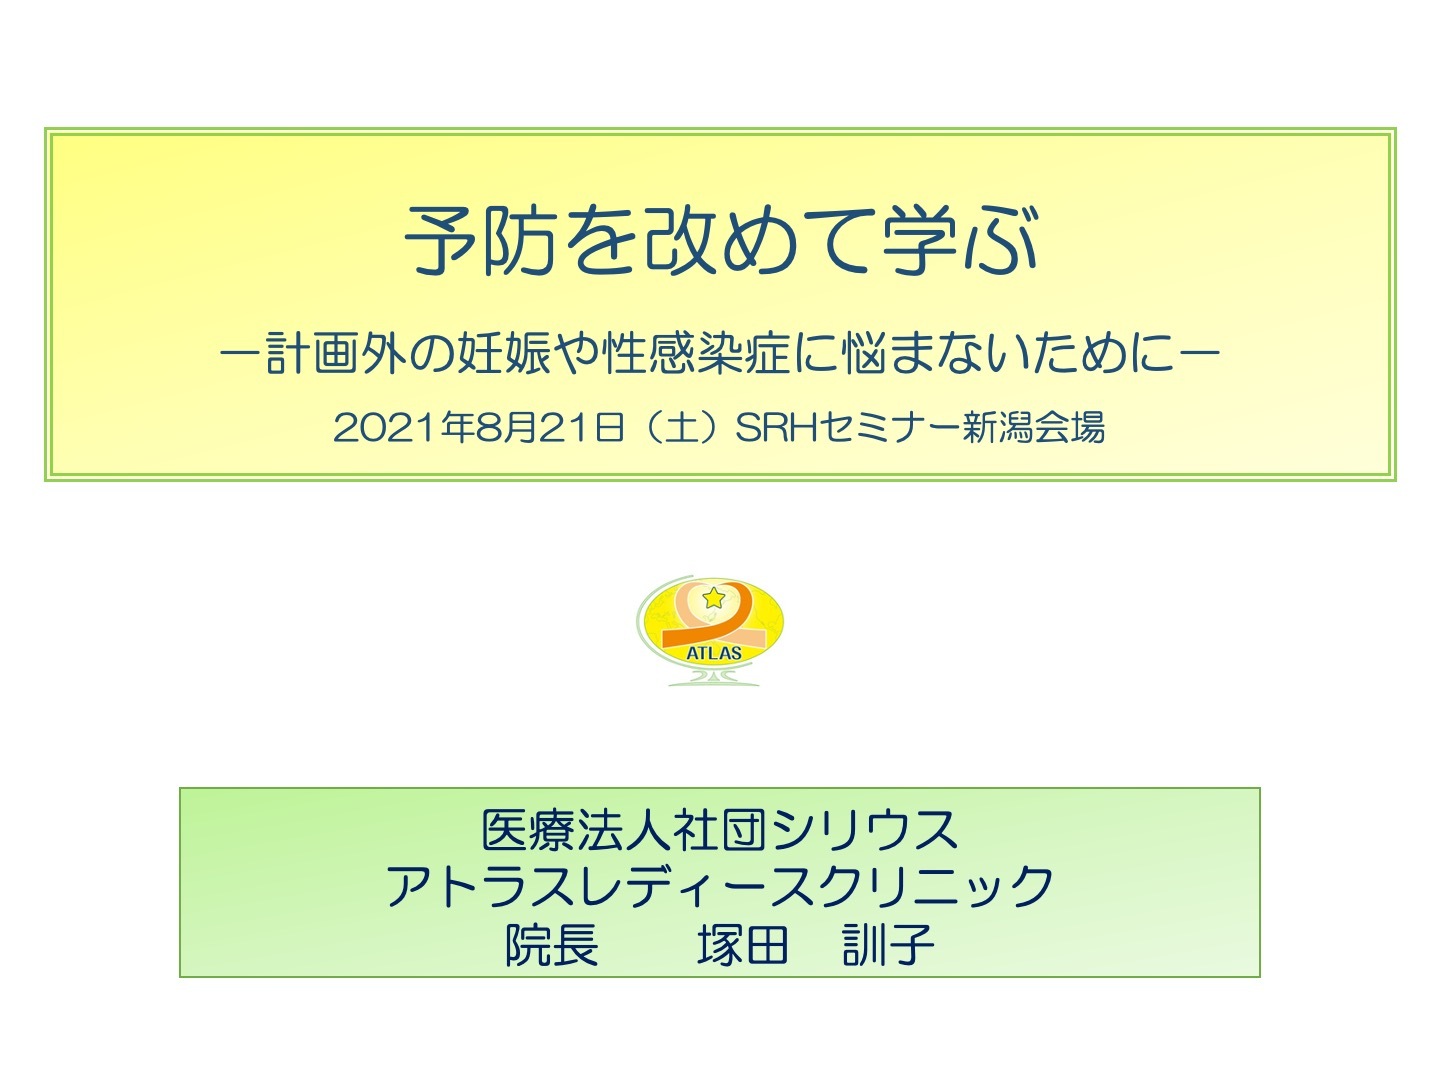 予防を改めて学ぶ
－計画外の妊娠や性感染症に悩まないために－
2021年8月21日（土）SRHセミナー新潟会場
ATLAS
医療法人社団シリウス
アトラスレディースクリニック
院長　　塚田　訓子